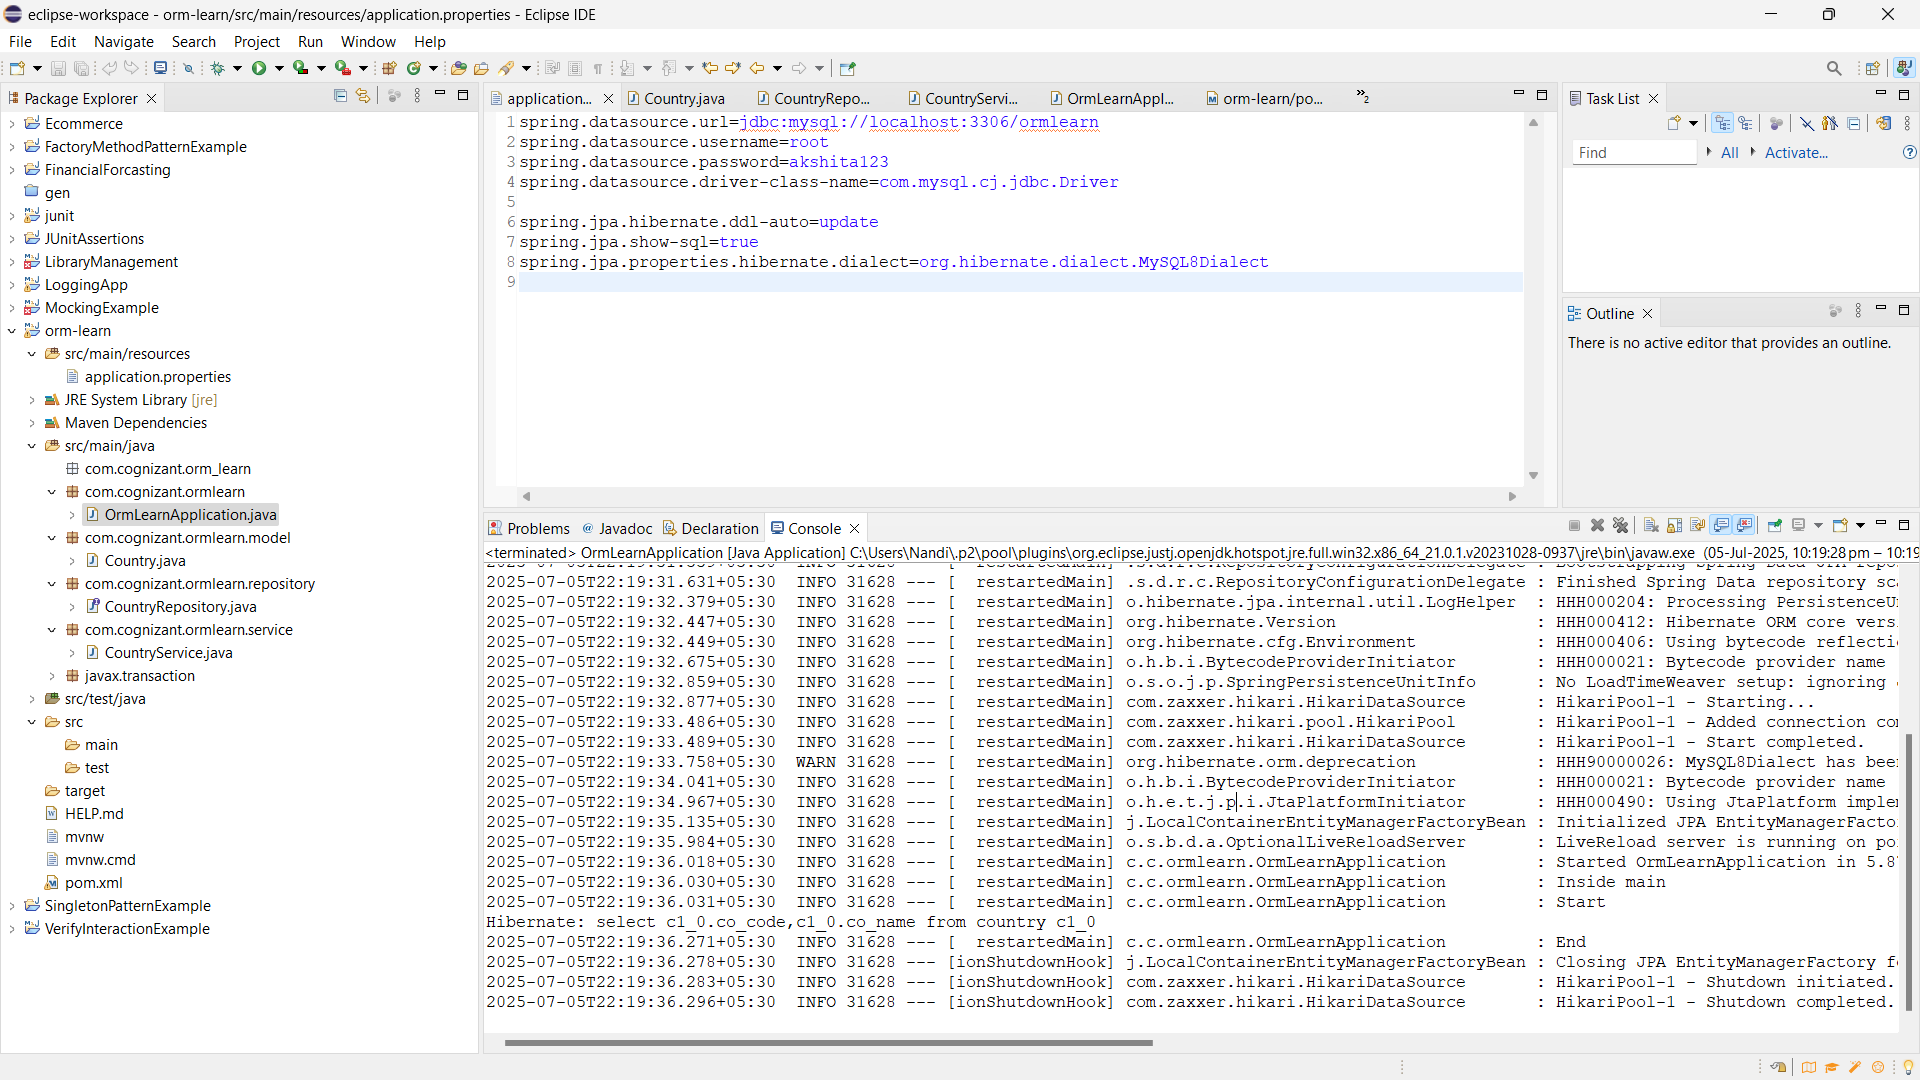 eclipse-workspace - orm-learn/src/main/resources/application.properties - Eclipse IDE
File Edit Navigate Search Project Run Window Help
Package Explorer
Ecommerce
FactoryMethodPatternExample
FinancialForcasting
gen
junit
JUnitAssertions
LibraryManagement
LoggingApp
MockingExample
orm-learn
src/main/resources
application.properties
JRE System Library [jre]
Maven Dependencies
src/main/java
com.cognizant.orm_learn
com.cognizant.ormlearn
OrmLearnApplication.java
com.cognizant.ormlearn.model
Country.java
com.cognizant.ormlearn.repository
CountryRepository.java
com.cognizant.ormlearn.service
CountryService.java
javax.transaction
src/test/java
src
main
test
target
HELP.md
mvnw
mvnw.cmd
pom.xml
SingletonPatternExample
VerifyInteractionExample
application... Country.java CountryRepo... CountryServi... OrmLearnAppl... orm-learn/po... »2
1 spring.datasource.url=jdbc:mysql://localhost:3306/ormlearn
2 spring.datasource.username=root
3 spring.datasource.password=akshita123
4 spring.datasource.driver-class-name=com.mysql.cj.jdbc.Driver
5
6 spring.jpa.hibernate.ddl-auto=update
7 spring.jpa.show-sql=true
8 spring.jpa.properties.hibernate.dialect=org.hibernate.dialect.MySQL8Dialect
9
Task List
Find All Activate...
Outline
There is no active editor that provides an outline.
Problems Javadoc Declaration Console
<terminated> OrmLearnApplication [Java Application] C:\Users\Nandi\.p2\pool\plugins\org.eclipse.justj.openjdk.hotspot.jre.full.win32.x86_64_21.0.1.v20231028-0937\jre\bin\javaw.exe (05-Jul-2025, 10:19:28 pm – 10:19
2025-07-05T22:19:31.631+05:30 INFO 31628 --- [ restartedMain] .s.d.r.c.RepositoryConfigurationDelegate : Finished Spring Data repository sc
2025-07-05T22:19:32.379+05:30 INFO 31628 --- [ restartedMain] o.hibernate.jpa.internal.util.LogHelper : HHH000204: Processing PersistenceU
2025-07-05T22:19:32.447+05:30 INFO 31628 --- [ restartedMain] org.hibernate.Version : HHH000412: Hibernate ORM core vers
2025-07-05T22:19:32.449+05:30 INFO 31628 --- [ restartedMain] org.hibernate.cfg.Environment : HHH000406: Using bytecode reflecti
2025-07-05T22:19:32.675+05:30 INFO 31628 --- [ restartedMain] o.h.b.i.BytecodeProviderInitiator : HHH000021: Bytecode provider name
2025-07-05T22:19:32.859+05:30 INFO 31628 --- [ restartedMain] o.s.o.j.p.SpringPersistenceUnitInfo : No LoadTimeWeaver setup: ignoring
2025-07-05T22:19:32.877+05:30 INFO 31628 --- [ restartedMain] com.zaxxer.hikari.HikariDataSource : HikariPool-1 - Starting...
2025-07-05T22:19:33.486+05:30 INFO 31628 --- [ restartedMain] com.zaxxer.hikari.pool.HikariPool : HikariPool-1 - Added connection co
2025-07-05T22:19:33.489+05:30 INFO 31628 --- [ restartedMain] com.zaxxer.hikari.HikariDataSource : HikariPool-1 - Start completed.
2025-07-05T22:19:33.758+05:30 WARN 31628 --- [ restartedMain] org.hibernate.orm.deprecation : HHH90000026: MySQL8Dialect has bee
2025-07-05T22:19:34.041+05:30 INFO 31628 --- [ restartedMain] o.h.b.i.BytecodeProviderInitiator : HHH000021: Bytecode provider name
2025-07-05T22:19:34.967+05:30 INFO 31628 --- [ restartedMain] o.h.e.t.j.p.i.JtaPlatformInitiator : HHH000490: Using JtaPlatform imple
2025-07-05T22:19:35.135+05:30 INFO 31628 --- [ restartedMain] j.LocalContainerEntityManagerFactoryBean : Initialized JPA EntityManagerFacto
2025-07-05T22:19:35.984+05:30 INFO 31628 --- [ restartedMain] o.s.b.d.a.OptionalLiveReloadServer : LiveReload server is running on po
2025-07-05T22:19:36.018+05:30 INFO 31628 --- [ restartedMain] c.c.ormlearn.OrmLearnApplication : Started OrmLearnApplication in 5.8
2025-07-05T22:19:36.030+05:30 INFO 31628 --- [ restartedMain] c.c.ormlearn.OrmLearnApplication : Inside main
2025-07-05T22:19:36.031+05:30 INFO 31628 --- [ restartedMain] c.c.ormlearn.OrmLearnApplication : Start
Hibernate: select c1_0.co_code,c1_0.co_name from country c1_0
2025-07-05T22:19:36.271+05:30 INFO 31628 --- [ restartedMain] c.c.ormlearn.OrmLearnApplication : End
2025-07-05T22:19:36.278+05:30 INFO 31628 --- [ionShutdownHook] j.LocalContainerEntityManagerFactoryBean : Closing JPA EntityManagerFactory f
2025-07-05T22:19:36.283+05:30 INFO 31628 --- [ionShutdownHook] com.zaxxer.hikari.HikariDataSource : HikariPool-1 - Shutdown initiated.
2025-07-05T22:19:36.296+05:30 INFO 31628 --- [ionShutdownHook] com.zaxxer.hikari.HikariDataSource : HikariPool-1 - Shutdown completed.